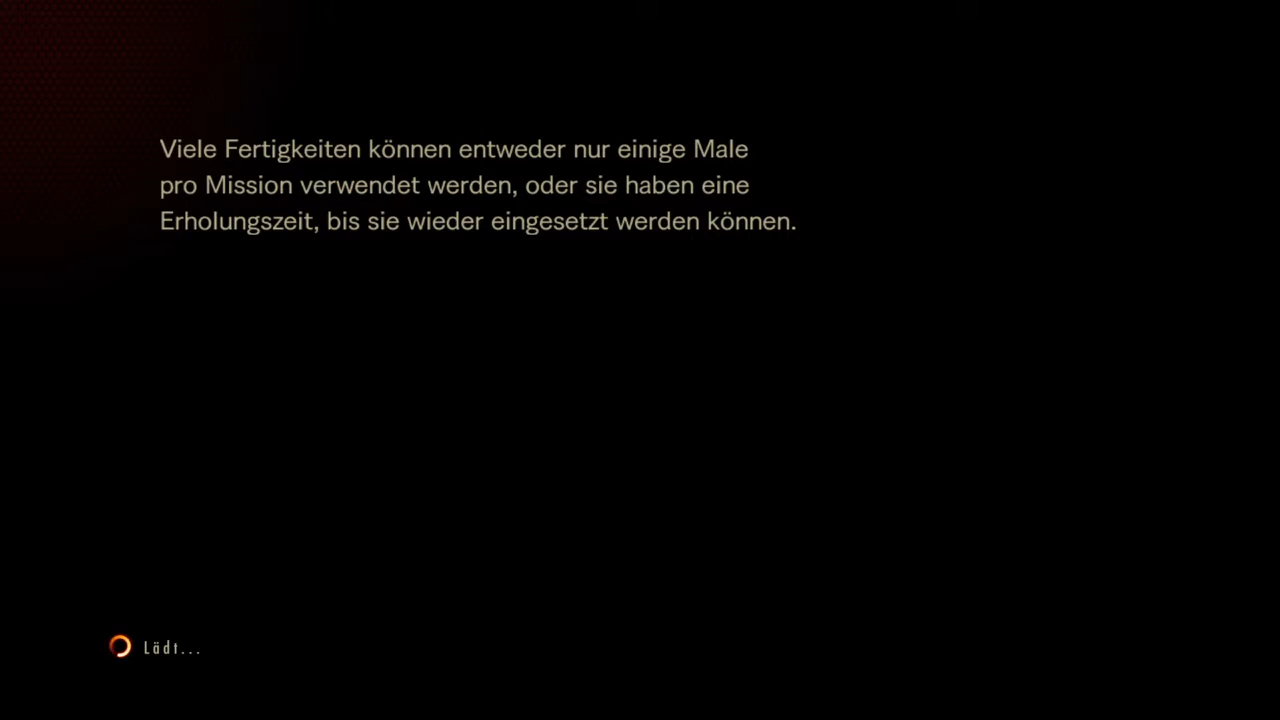 Viele Fertigkeiten können entweder nur einige Male
pro Mission verwendet werden, oder sie haben eine
Erholungszeit, bis sie wieder eingesetzt werden können.
Lädt...